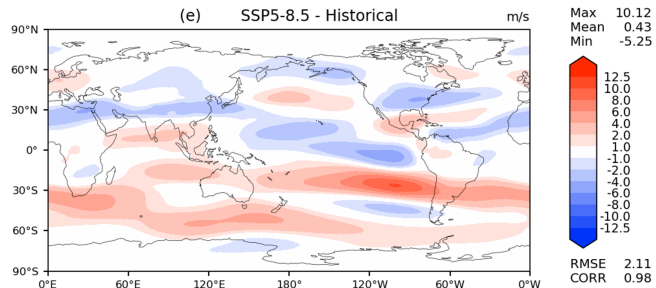 (e) SSP5-8.5 - Historical m/s
Max 10.12
Mean 0.43
Min -5.25
90°N
60°N
30°N
0°
30°S
60°S
90°S
0°E 60°E 120°E 180° 120°W 60°W 0°W
12.5
10.0
8.0
6.0
4.0
2.0
1.0
-1.0
-2.0
-4.0
-6.0
-8.0
-10.0
-12.5
RMSE 2.11
CORR 0.98